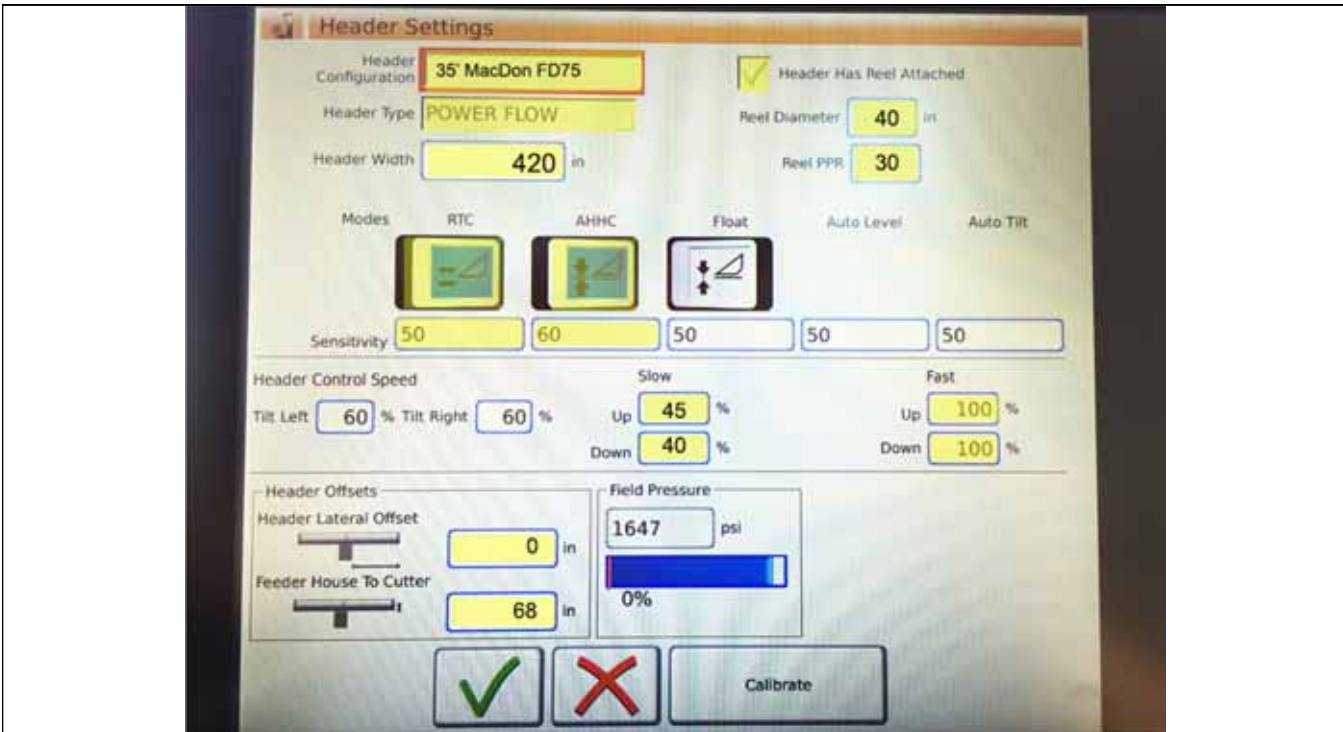 Header Settings
Header Configuration 35' MacDon FD75 Header Has Reel Attached
Header Type POWER FLOW Reel Diameter 40 in
Header Width 420 in Reel PPR 30
Modes RTC AHHC Float Auto Level Auto Tilt
Sensitivity 50 60 50 50 50
Header Control Speed Slow Fast
Tilt Left 60 % Tilt Right 60 % Up 45 % Up 100 %
Down 40 % Down 100 %
Header Offsets Field Pressure
Header Lateral Offset 1647 psi
0 in
Feeder House To Cutter 0%
68 in
Calibrate